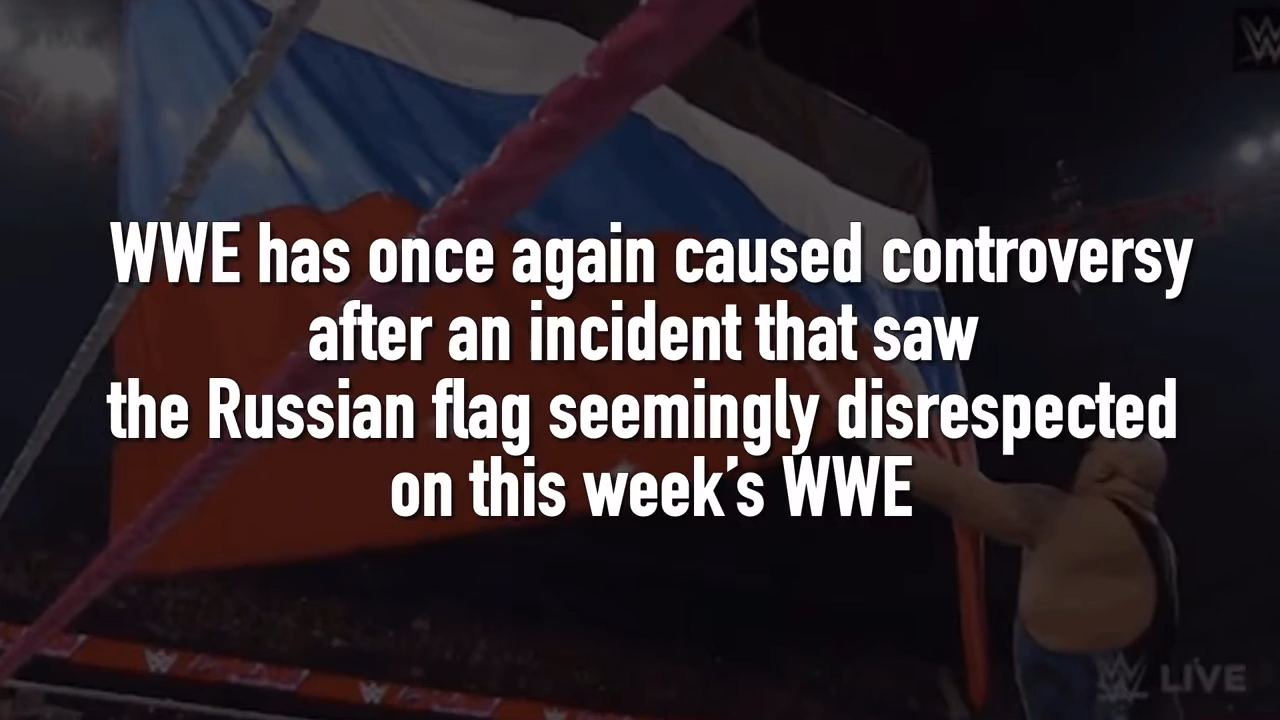 WWE has once again caused controversy
after an incident that saw
the Russian flag seemingly disrespected
on this week's WWE
W
LIVE